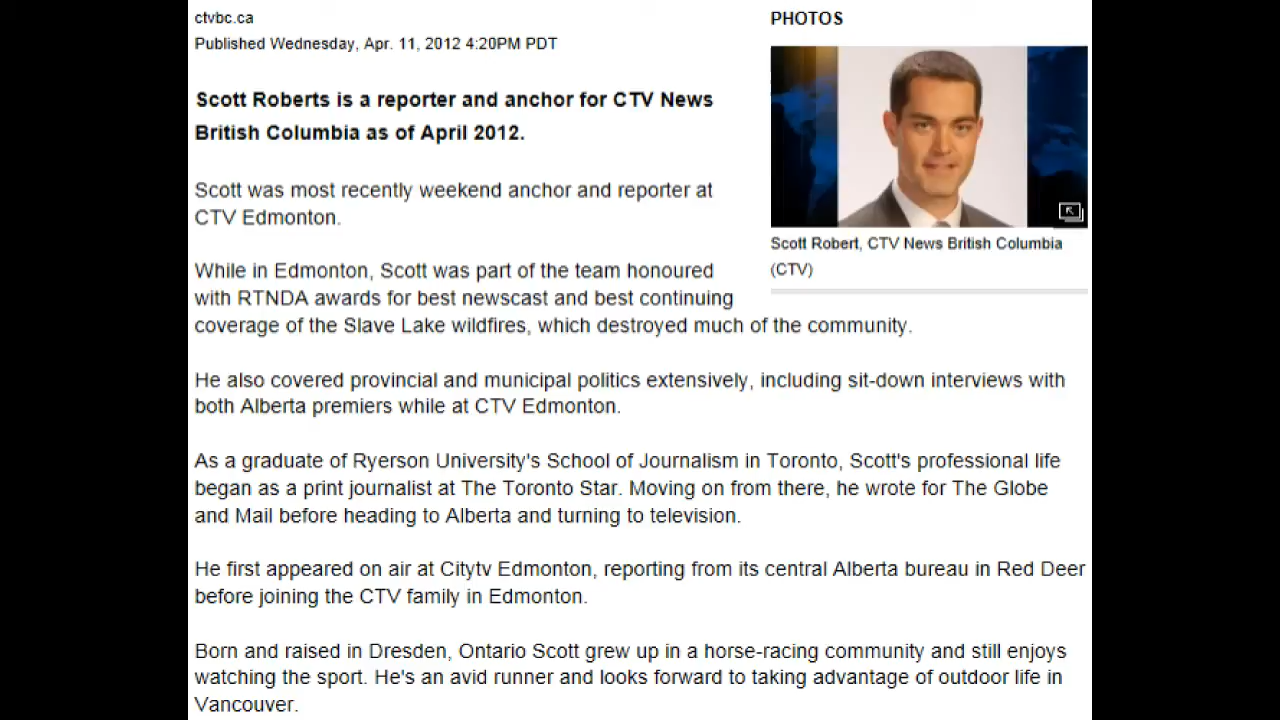 ctvbc.ca
Published Wednesday, Apr. 11, 2012 4:20PM PDT
Scott Roberts is a reporter and anchor for CTV News
British Columbia as of April 2012.
Scott was most recently weekend anchor and reporter at
CTV Edmonton.
While in Edmonton, Scott was part of the team honoured
with RTNDA awards for best newscast and best continuing
coverage of the Slave Lake wildfires, which destroyed much of the community.
He also covered provincial and municipal politics extensively, including sit-down interviews with
both Alberta premiers while at CTV Edmonton.
As a graduate of Ryerson University's School of Journalism in Toronto, Scott's professional life
began as a print journalist at The Toronto Star. Moving on from there, he wrote for The Globe
and Mail before heading to Alberta and turning to television.
He first appeared on air at Citytv Edmonton, reporting from its central Alberta bureau in Red Deer
before joining the CTV family in Edmonton.
Born and raised in Dresden, Ontario Scott grew up in a horse-racing community and still enjoys
watching the sport. He's an avid runner and looks forward to taking advantage of outdoor life in
Vancouver.
PHOTOS
Scott Robert, CTV News British Columbia
(CTV)